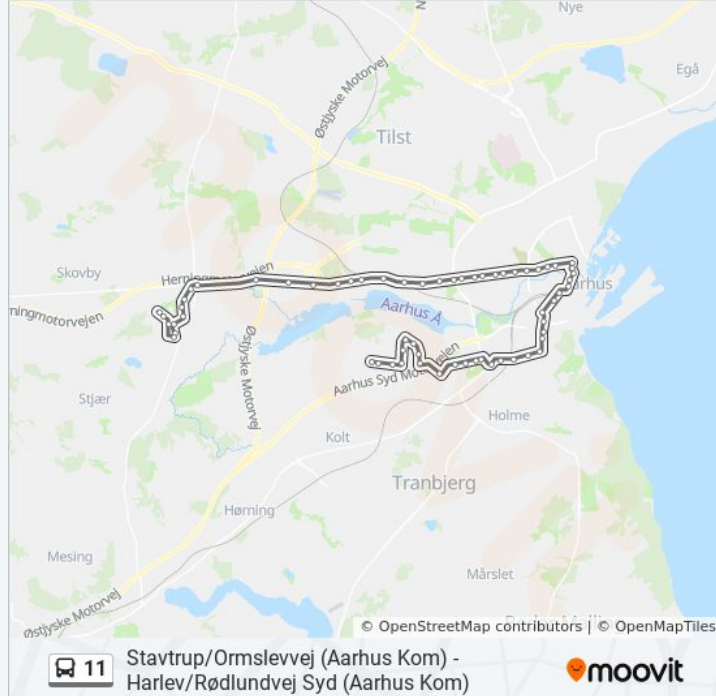 Nye
Egå
Østjyske Motorvej
Tilst
Skovby
Herningmotorvejen
Aarhus
Aarhus Å
Østjyske Motorvej
Aarhus Syd Motorvejen
Stjær
Holme
Kolt
Tranbjerg
Hørning
Mesing
Mårslet
Østjyske Motorvej
© OpenStreetMap contributors | © OpenMapTiles
11
Stavtrup/Ormslevvej (Aarhus Kom) -
Harlev/Rødlundvej Syd (Aarhus Kom)
moovit